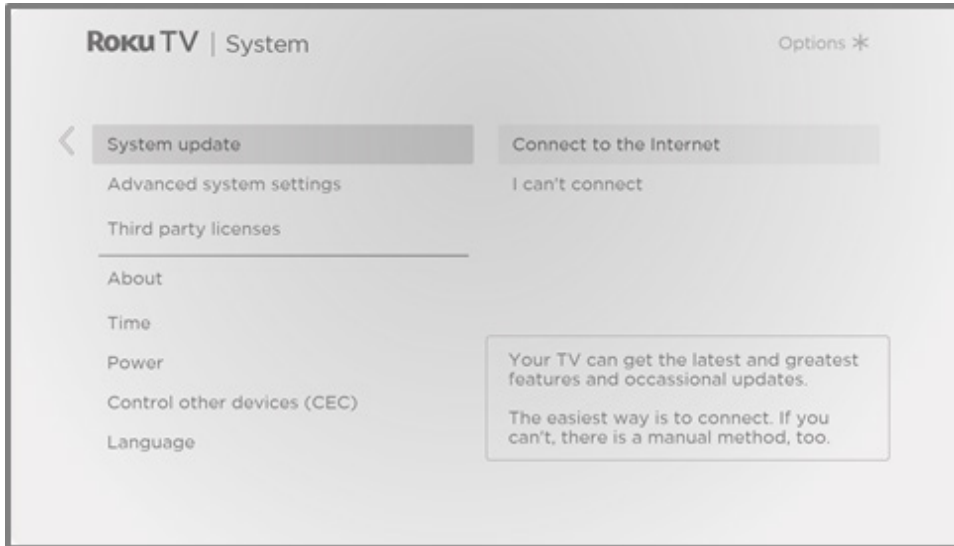 Roku TV | System
Options *
System update
Advanced system settings
Third party licenses
About
Time
Power
Control other devices (CEC)
Language
Connect to the Internet
I can't connect
Your TV can get the latest and greatest
features and occassional updates.
The easiest way is to connect. If you
can't, there is a manual method, too.